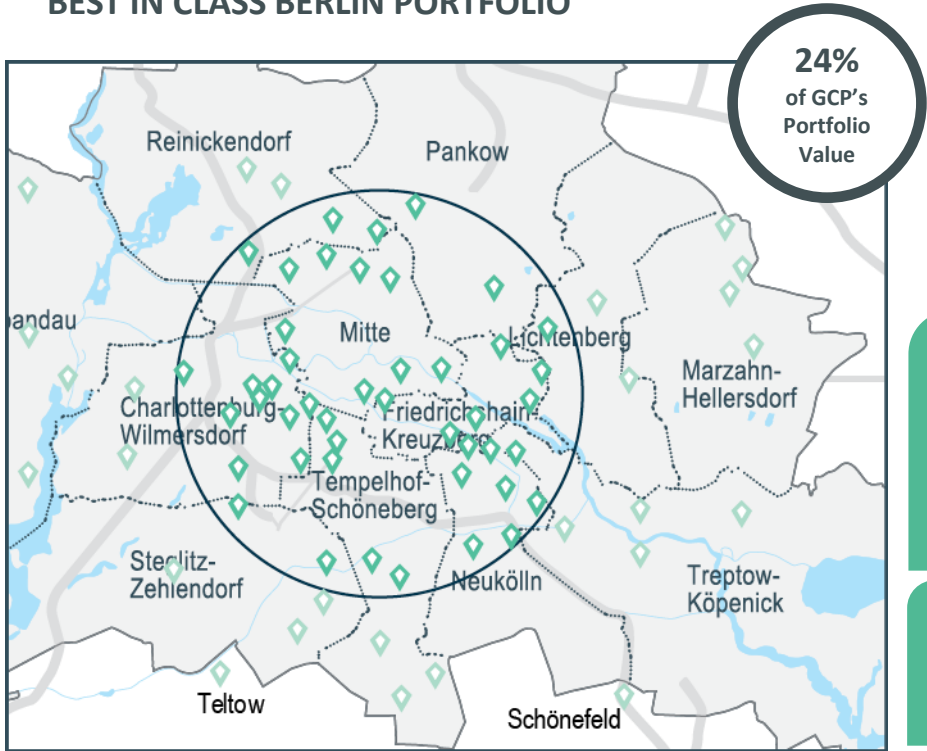 BEST IN CLASS BERLIN PORTFOLIO
24%
of GCP's
Portfolio
Value
Reinickendorf
Pankow
andau
Mitte
Lichtenberg
Marzahn-
Hellersdorf
Charlottenburg-
Wilmersdorf
Friedrichshain-
Kreuzberg
Tempelhof-
Schöneberg
Steglitz-
Zehlendorf
Neukölln
Treptow-
Köpenick
Teltow
Schönefeld